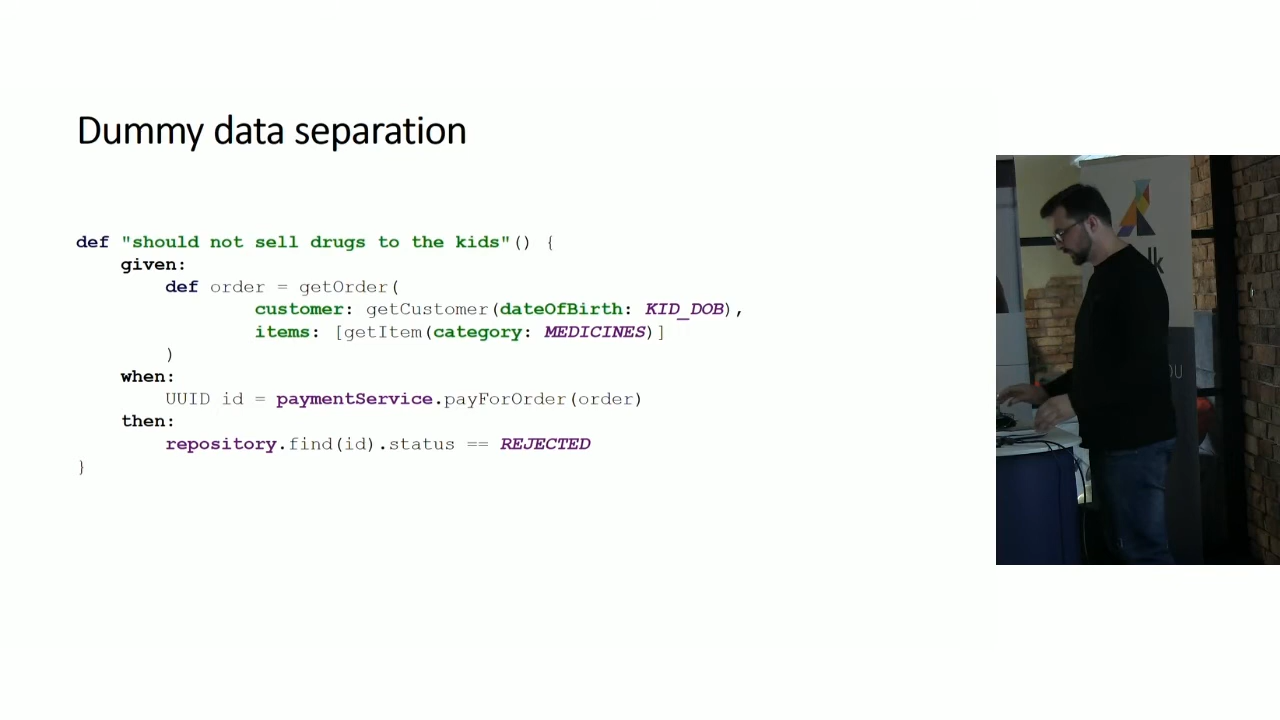 Dummy data separation
def "should not sell drugs to the kids"() {
given:
def order = getOrder(
customer: getCustomer(dateOfBirth: KID_DOB),
items: [getItem(category: MEDICINES)]
)
when:
UUID id = paymentService.payForOrder(order)
then:
repository.find(id).status == REJECTED
}